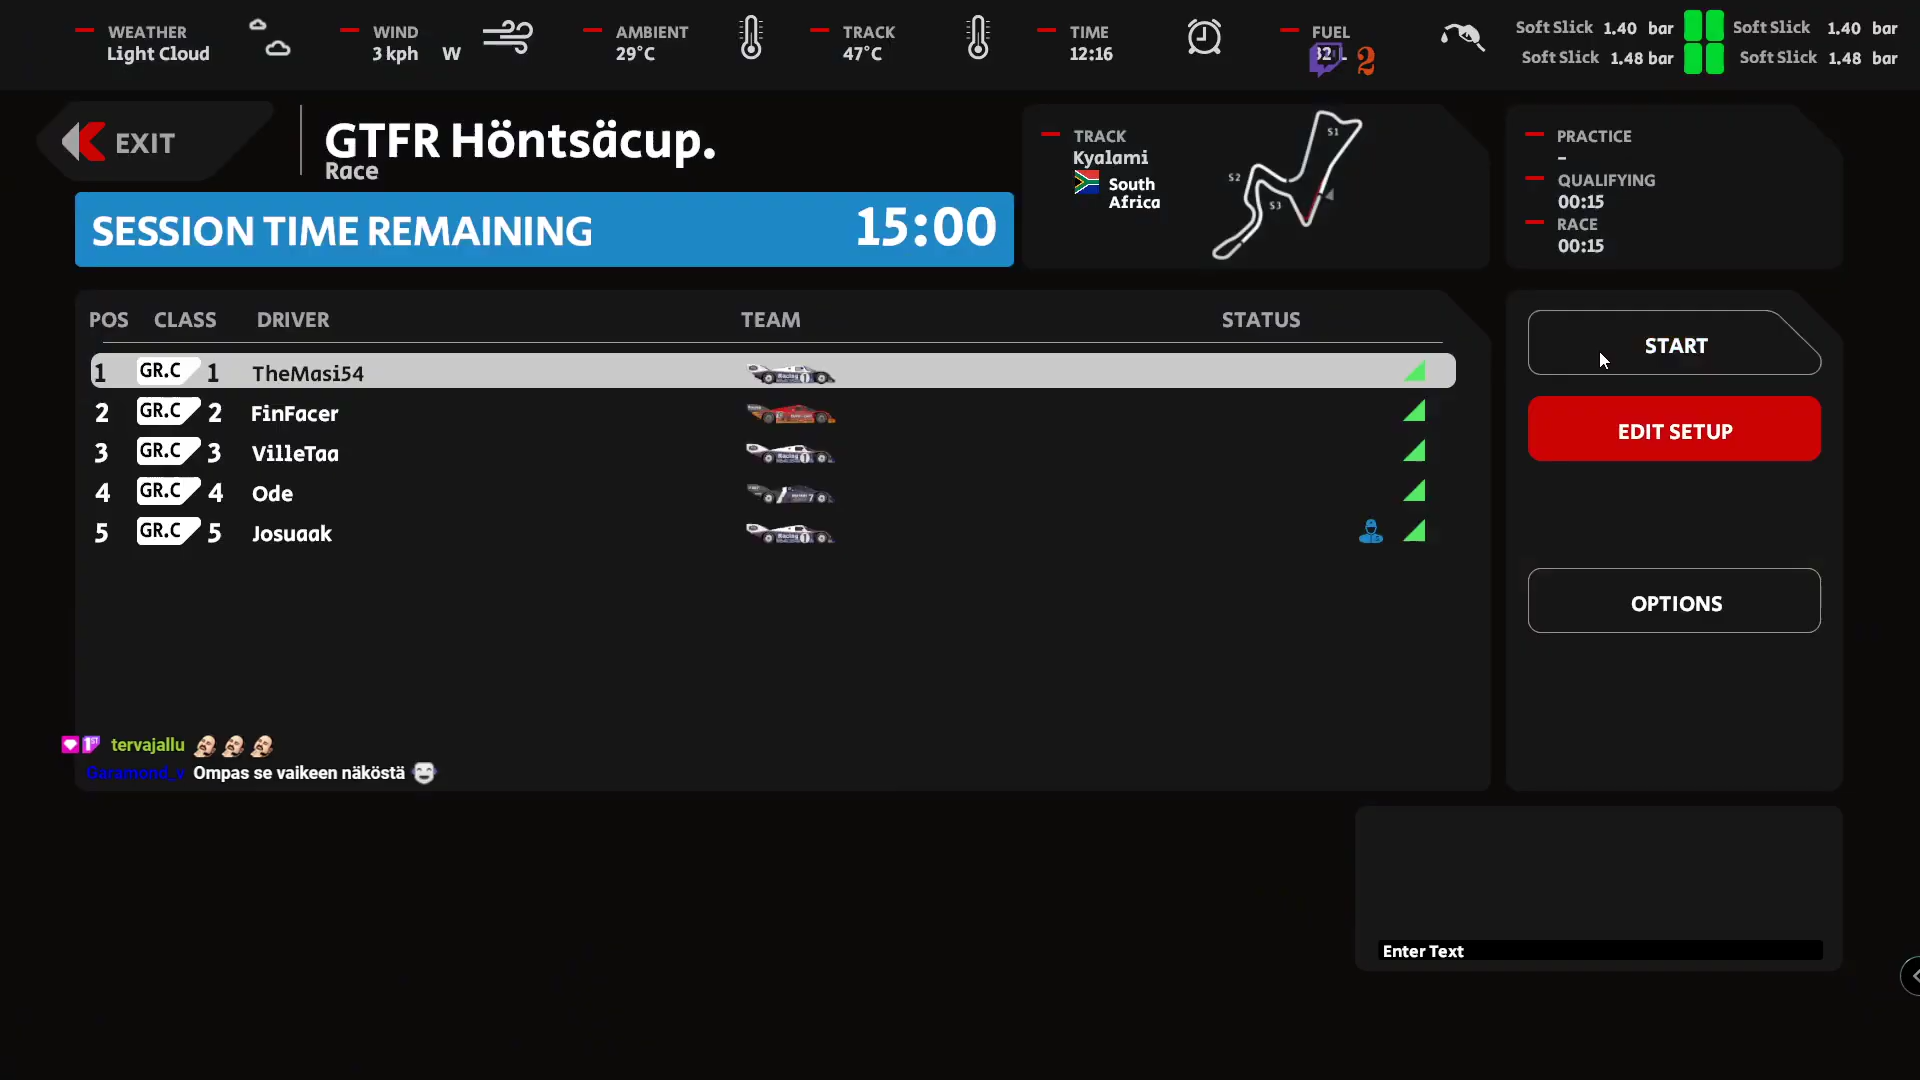 WEATHER
Light Cloud
WIND
3 kph W
AMBIENT
29°C
TRACK
47°C
TIME
12:16
FUEL
2
Soft Slick 1.40 bar Soft Slick 1.40 bar
Soft Slick 1.48 bar Soft Slick 1.48 bar
EXIT
GTFR Höntsäcup.
Race
SESSION TIME REMAINING 15:00
TRACK
Kyalami
South
Africa
S1
S2
S3
PRACTICE
–
QUALIFYING
00:15
RACE
00:15
POS CLASS DRIVER TEAM STATUS
1 GR.C 1 TheMasi54
2 GR.C 2 FinFacer
3 GR.C 3 VilleTaa
4 GR.C 4 Ode
5 GR.C 5 Josuaak
START
EDIT SETUP
OPTIONS
tervajallu
Garamond_v Ompas se vaikeen näköstä
Enter Text